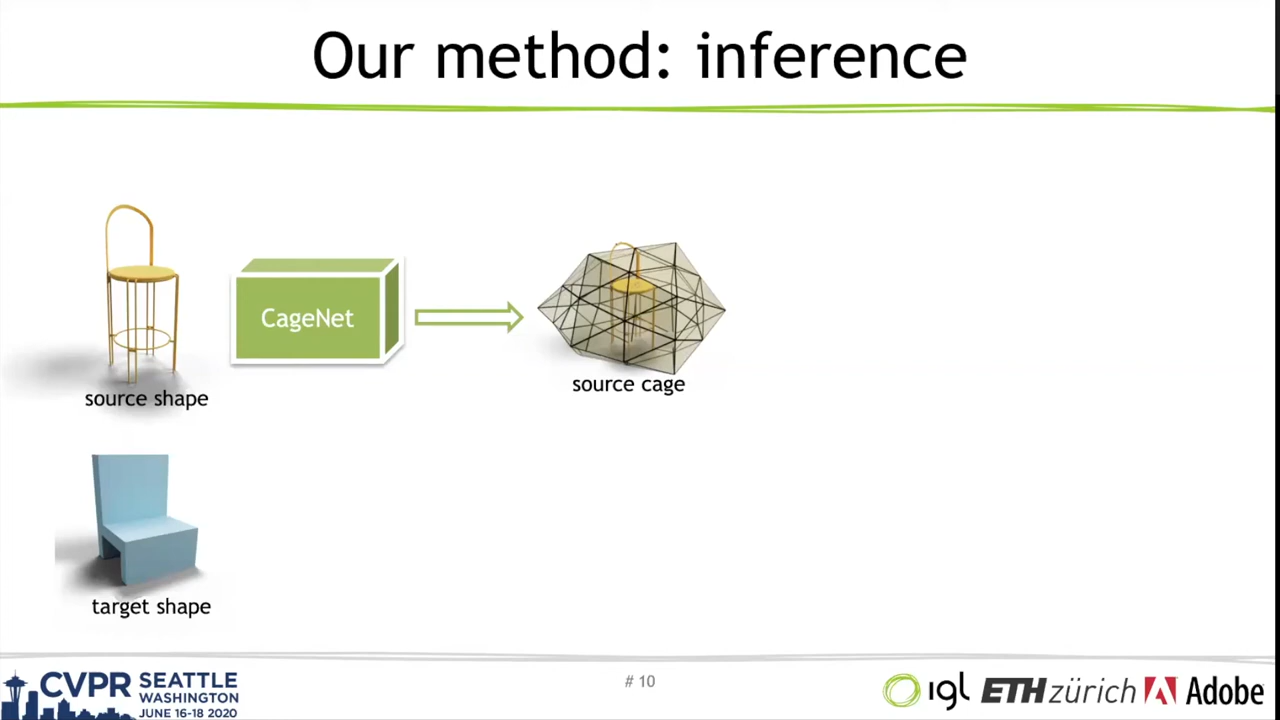 Our method: inference
CageNet
source cage
source shape
target shape
CVPR SEATTLE
WASHINGTON
JUNE 16-18 2020
# 10
igl ETH zürich Adobe